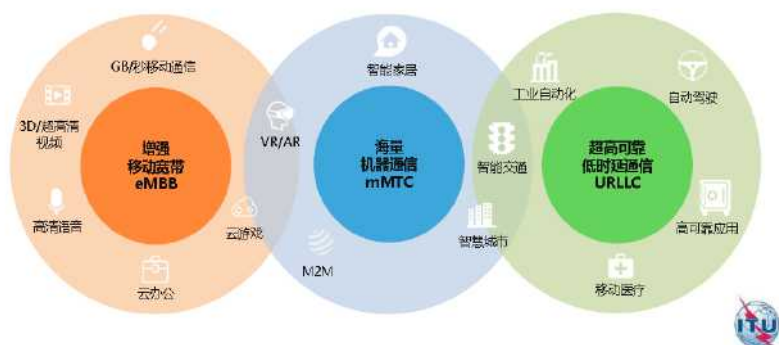 GB/秒移动通信
3D/超高清
视频
高清语音
云办公
云游戏
VR/AR
增强
移动宽带
eMBB
智能家居
海量
机器通信
mMTC
M2M
智慧城市
智能交通
工业自动化
自动驾驶
超高可靠
低时延通信
URLLC
高可靠应用
移动医疗
ITU